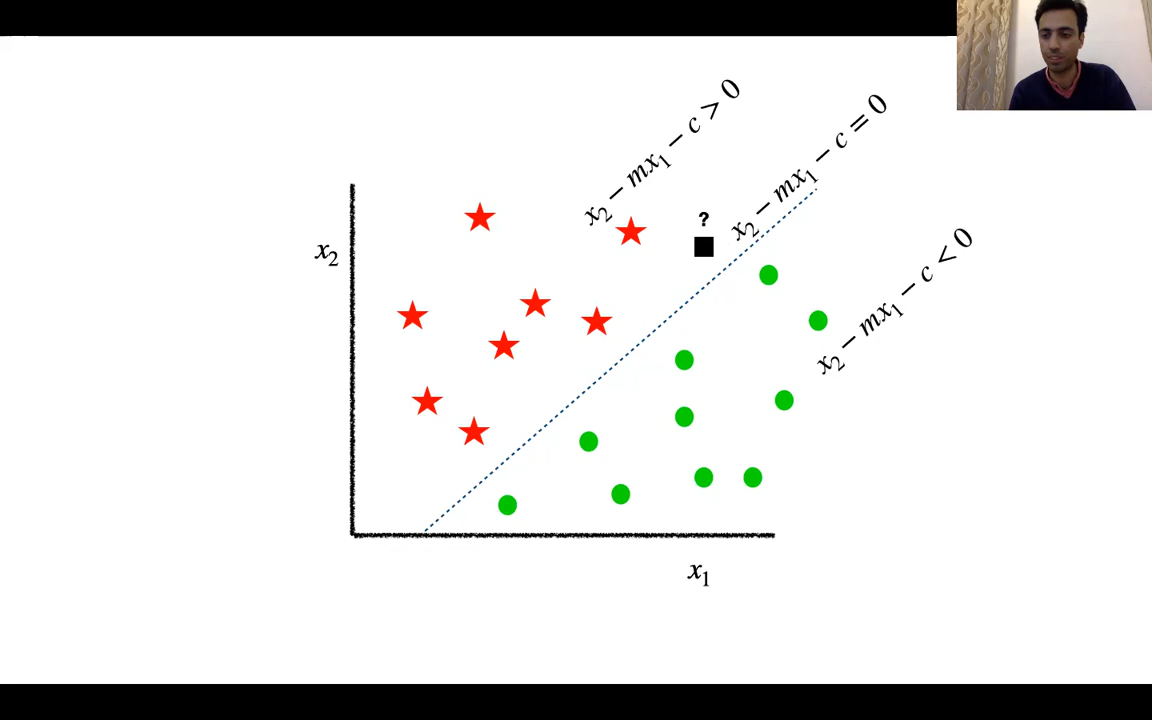 x₂ − mx₁ − c > 0
x₂ − mx₁ − c = 0
?
x₂
x₂ − mx₁ − c < 0
x₁